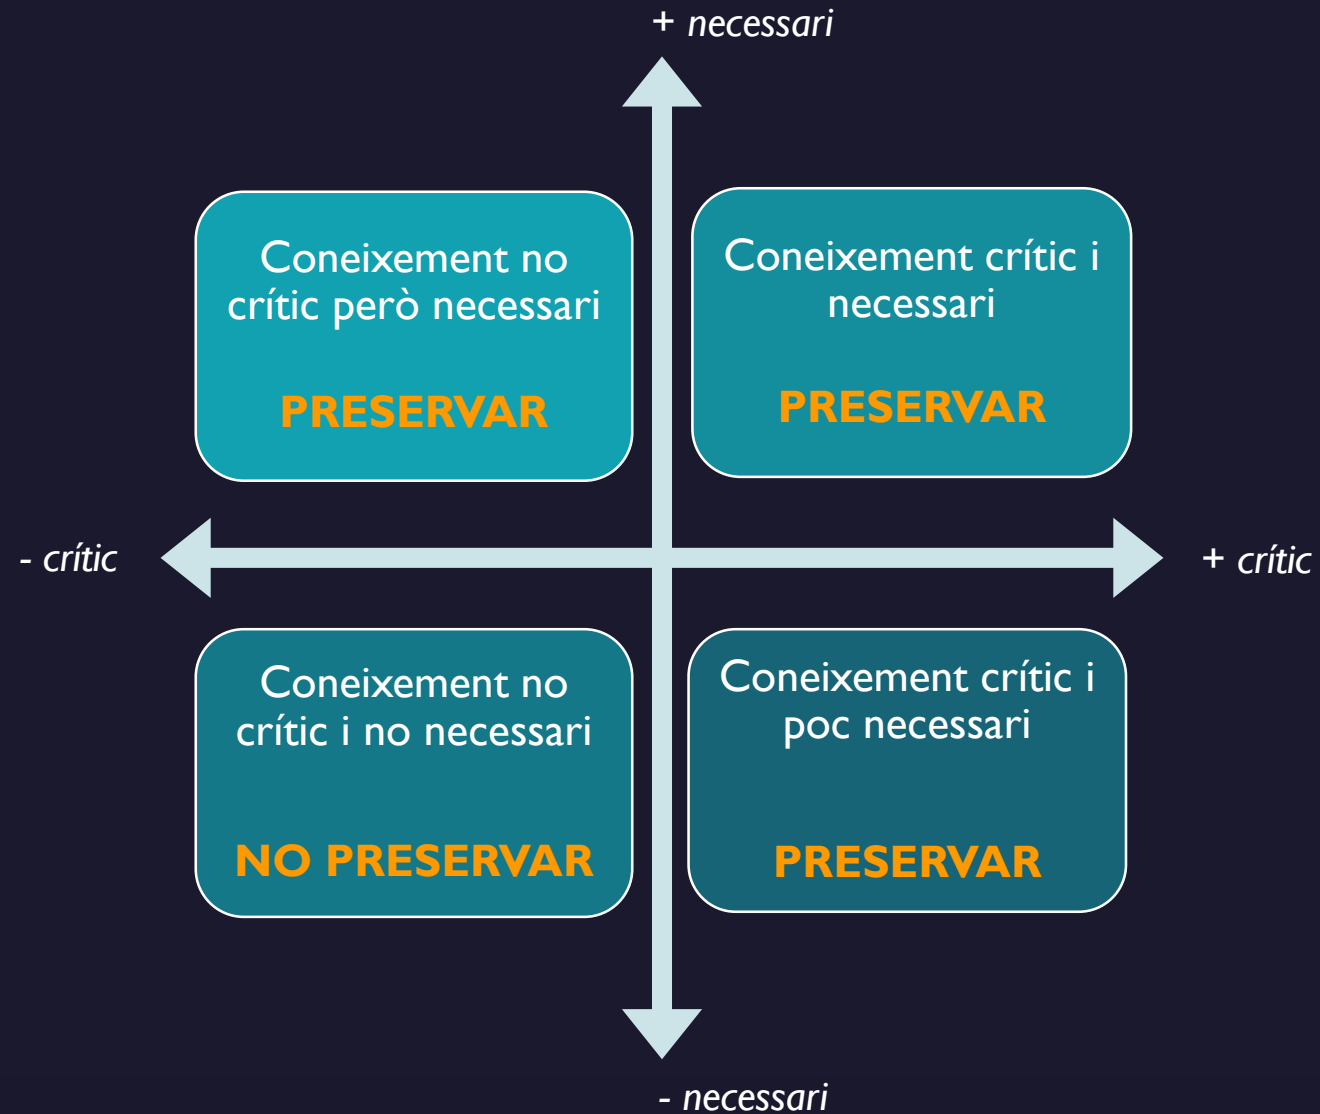 + necessari
Coneixement no
crític però necessari
PRESERVAR
Coneixement crític i
necessari
PRESERVAR
- crític
+ crític
Coneixement no
crític i no necessari
NO PRESERVAR
Coneixement crític i
poc necessari
PRESERVAR
- necessari